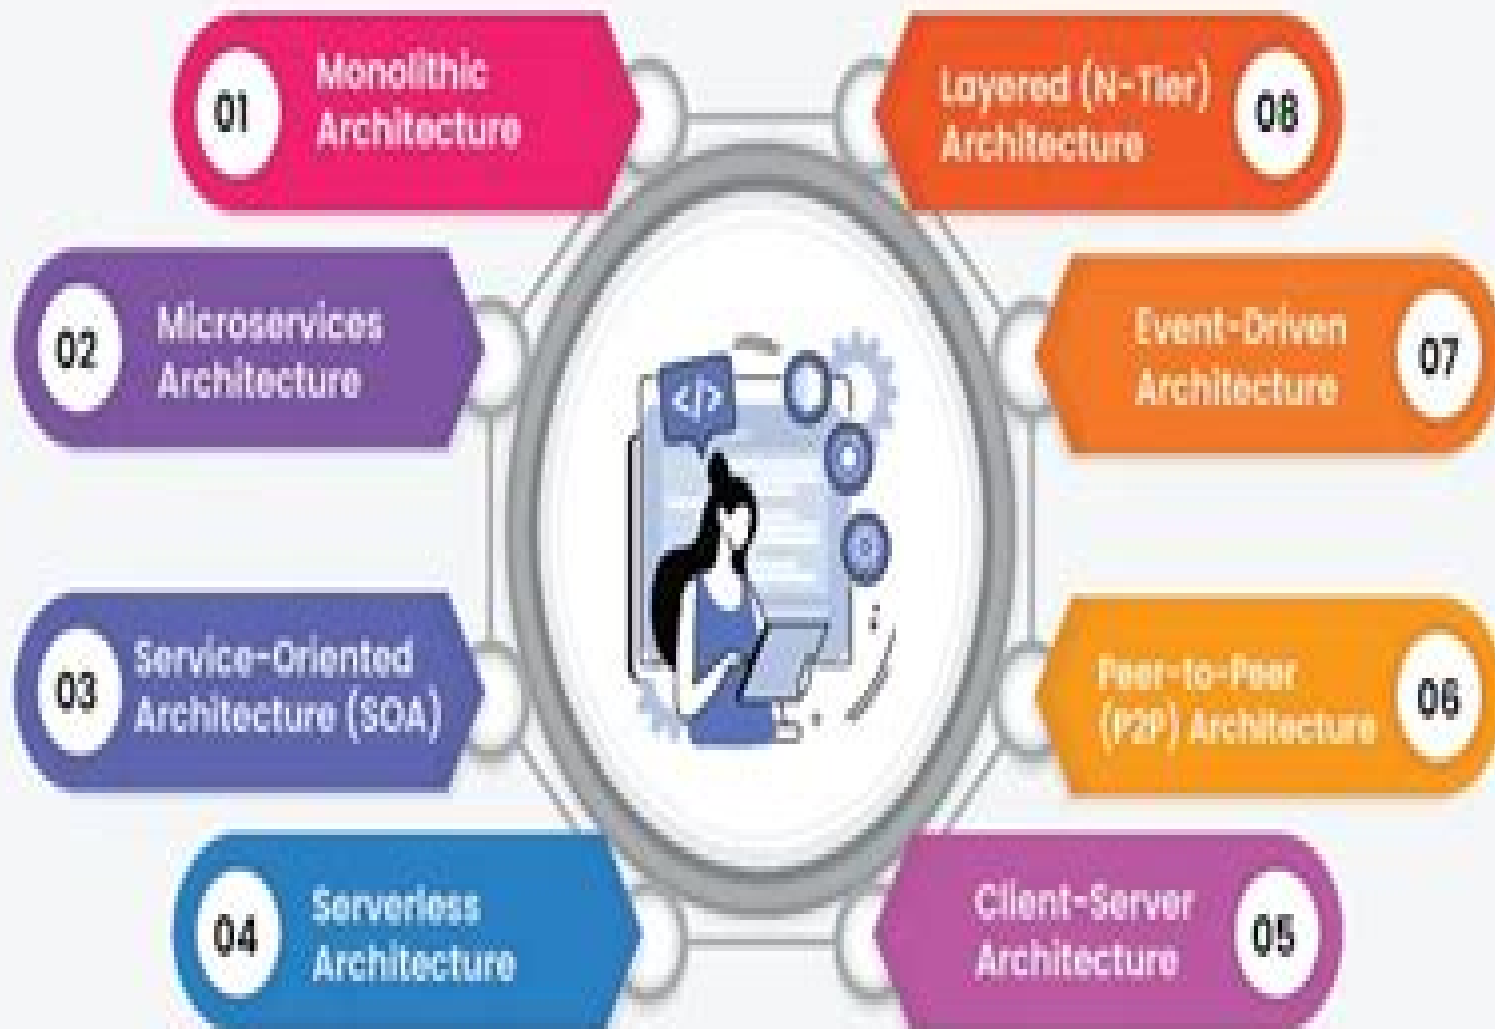 01
Monolithic
Architecture
02
Microservices
Architecture
03
Service-Oriented
Architecture (SOA)
04
Serverless
Architecture
05
Client-Server
Architecture
06
Peer-to-Peer
(P2P) Architecture
07
Event-Driven
Architecture
08
Layered (N-Tier)
Architecture
</>